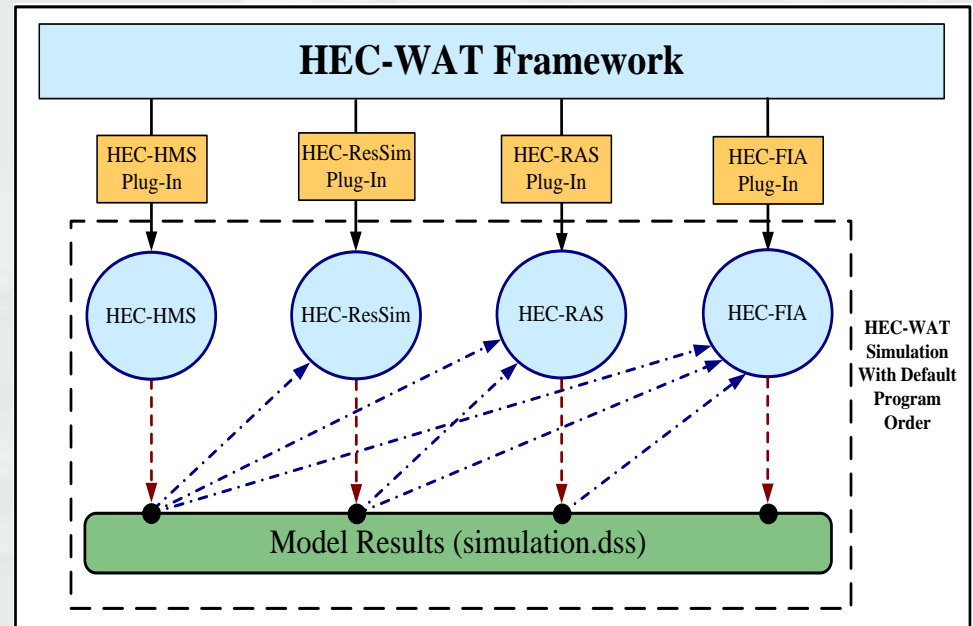 HEC-WAT Framework
HEC-HMS
Plug-In
HEC-ResSim
Plug-In
HEC-RAS
Plug-In
HEC-FIA
Plug-In
HEC-HMS
HEC-ResSim
HEC-RAS
HEC-FIA
HEC-WAT
Simulation
With Default
Program
Order
Model Results (simulation.dss)